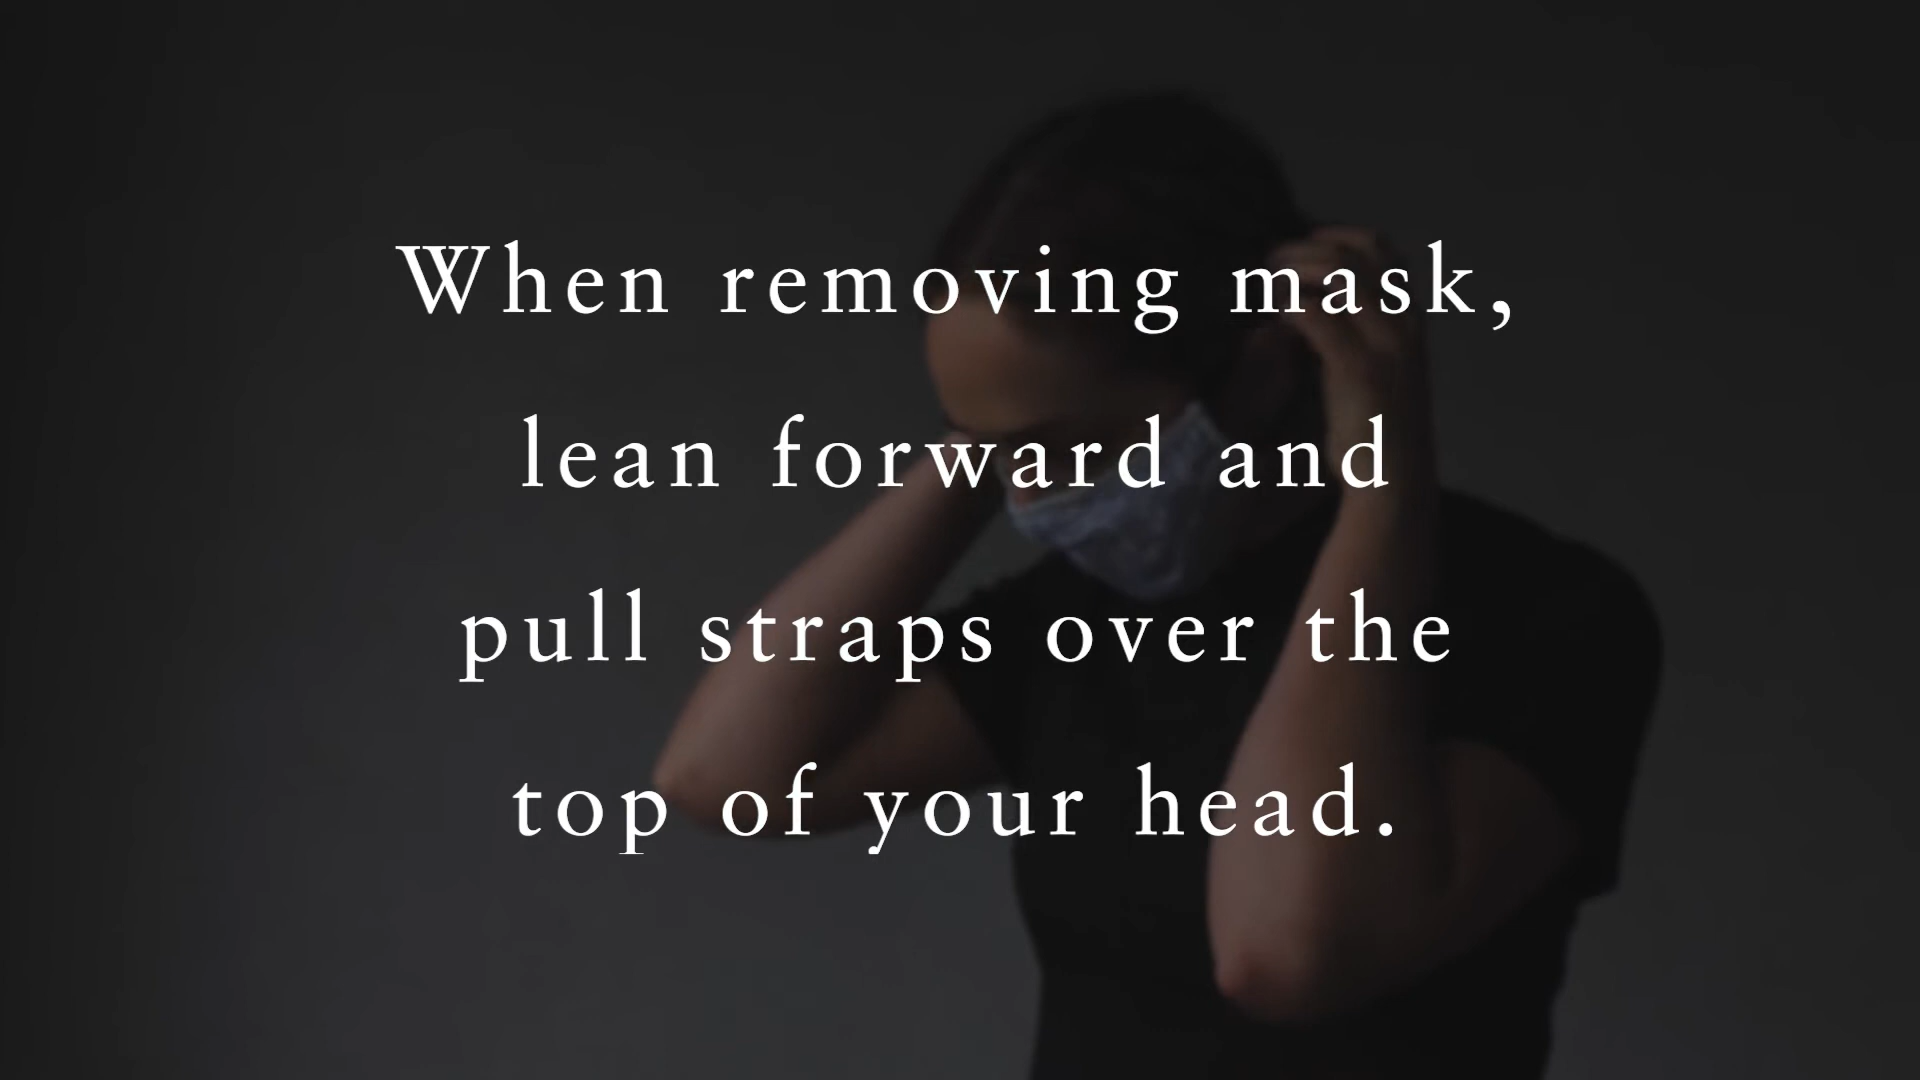 When removing mask,
lean forward and
pull straps over the
top of your head.